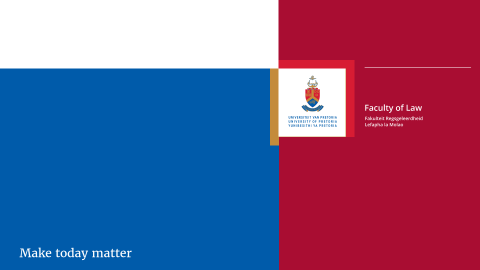 UNIVERSITEIT VAN PRETORIA
UNIVERSITY OF PRETORIA
YUNIBESITHI YA PRETORIA
Faculty of Law
Fakulteit Regsgeleerdheid
Lefapha la Molao
Make today matter